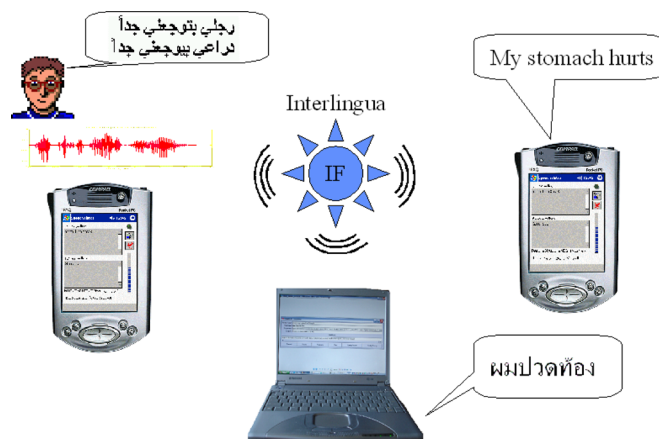 رجلي بتوجعني جداً
دراعي بيوجعني جداً
My stomach hurts
Interlingua
IF
ผมปวดท้อง